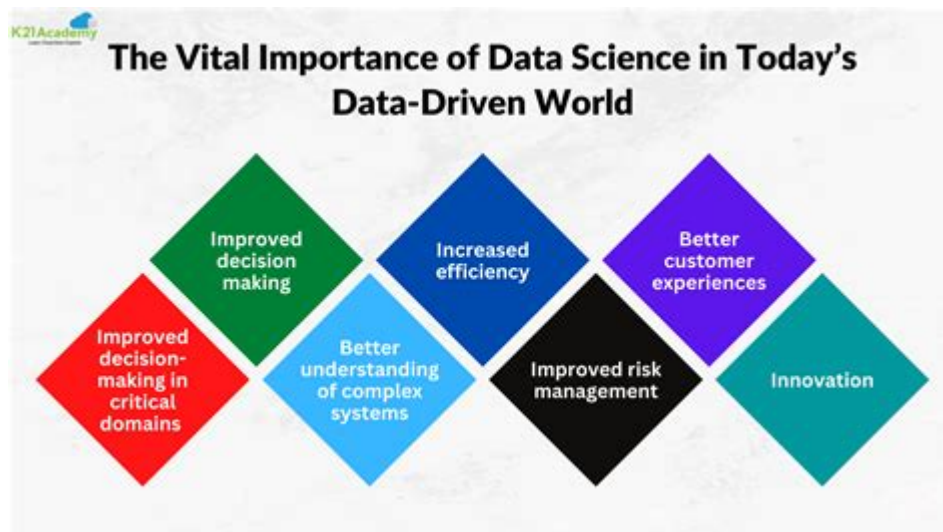 K21Academy
The Vital Importance of Data Science in Today's
Data-Driven World
Improved
decision
making
Increased
efficiency
Better
customer
experiences
Improved
decision-
making in
critical
domains
Better
understanding
of complex
systems
Improved risk
management
Innovation